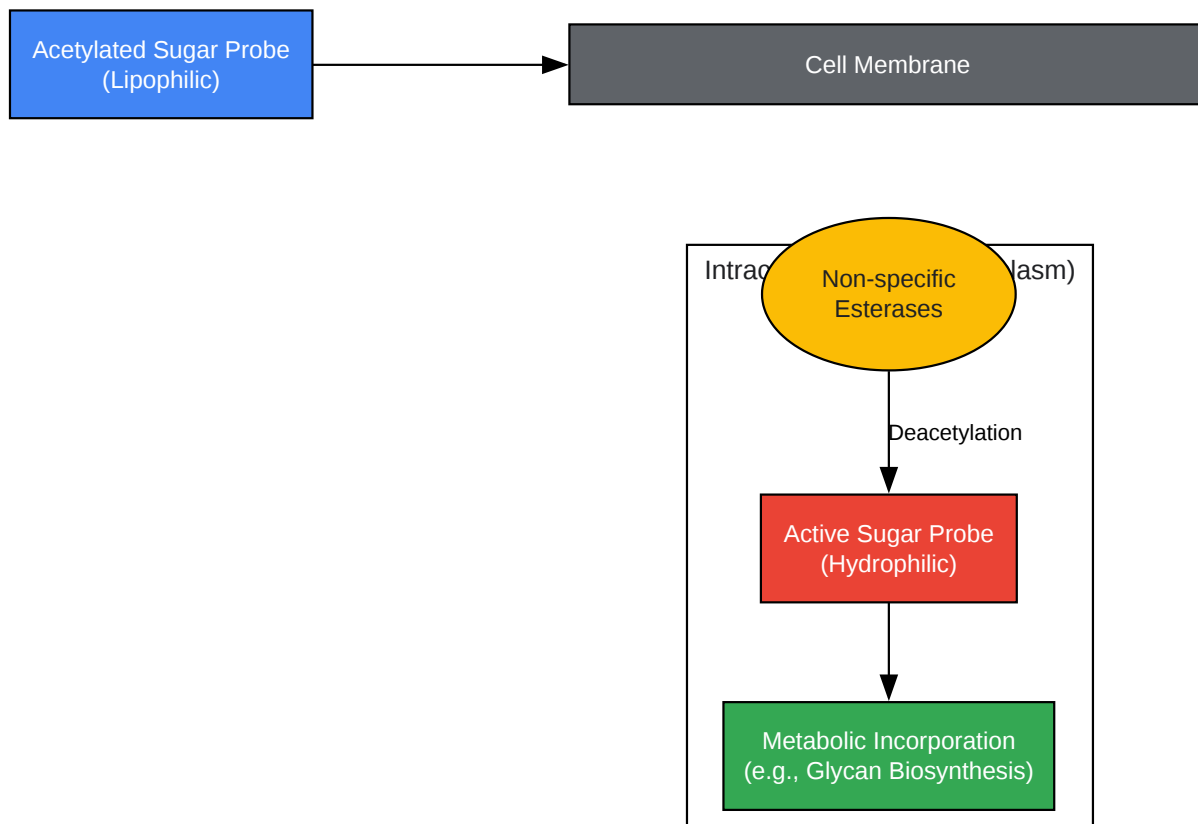 Acetylated Sugar Probe
(Lipophilic)
Cell Membrane
Non-specific
Esterases
Deacetylation
Active Sugar Probe
(Hydrophilic)
Metabolic Incorporation
(e.g., Glycan Biosynthesis)